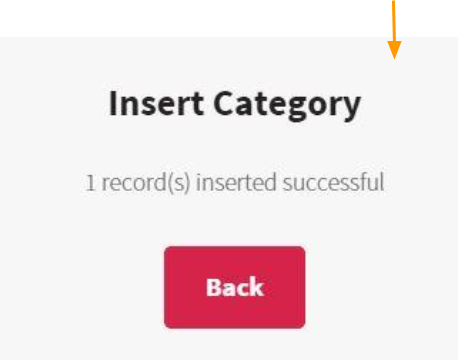 Insert Category
1 record(s) inserted successful
Back